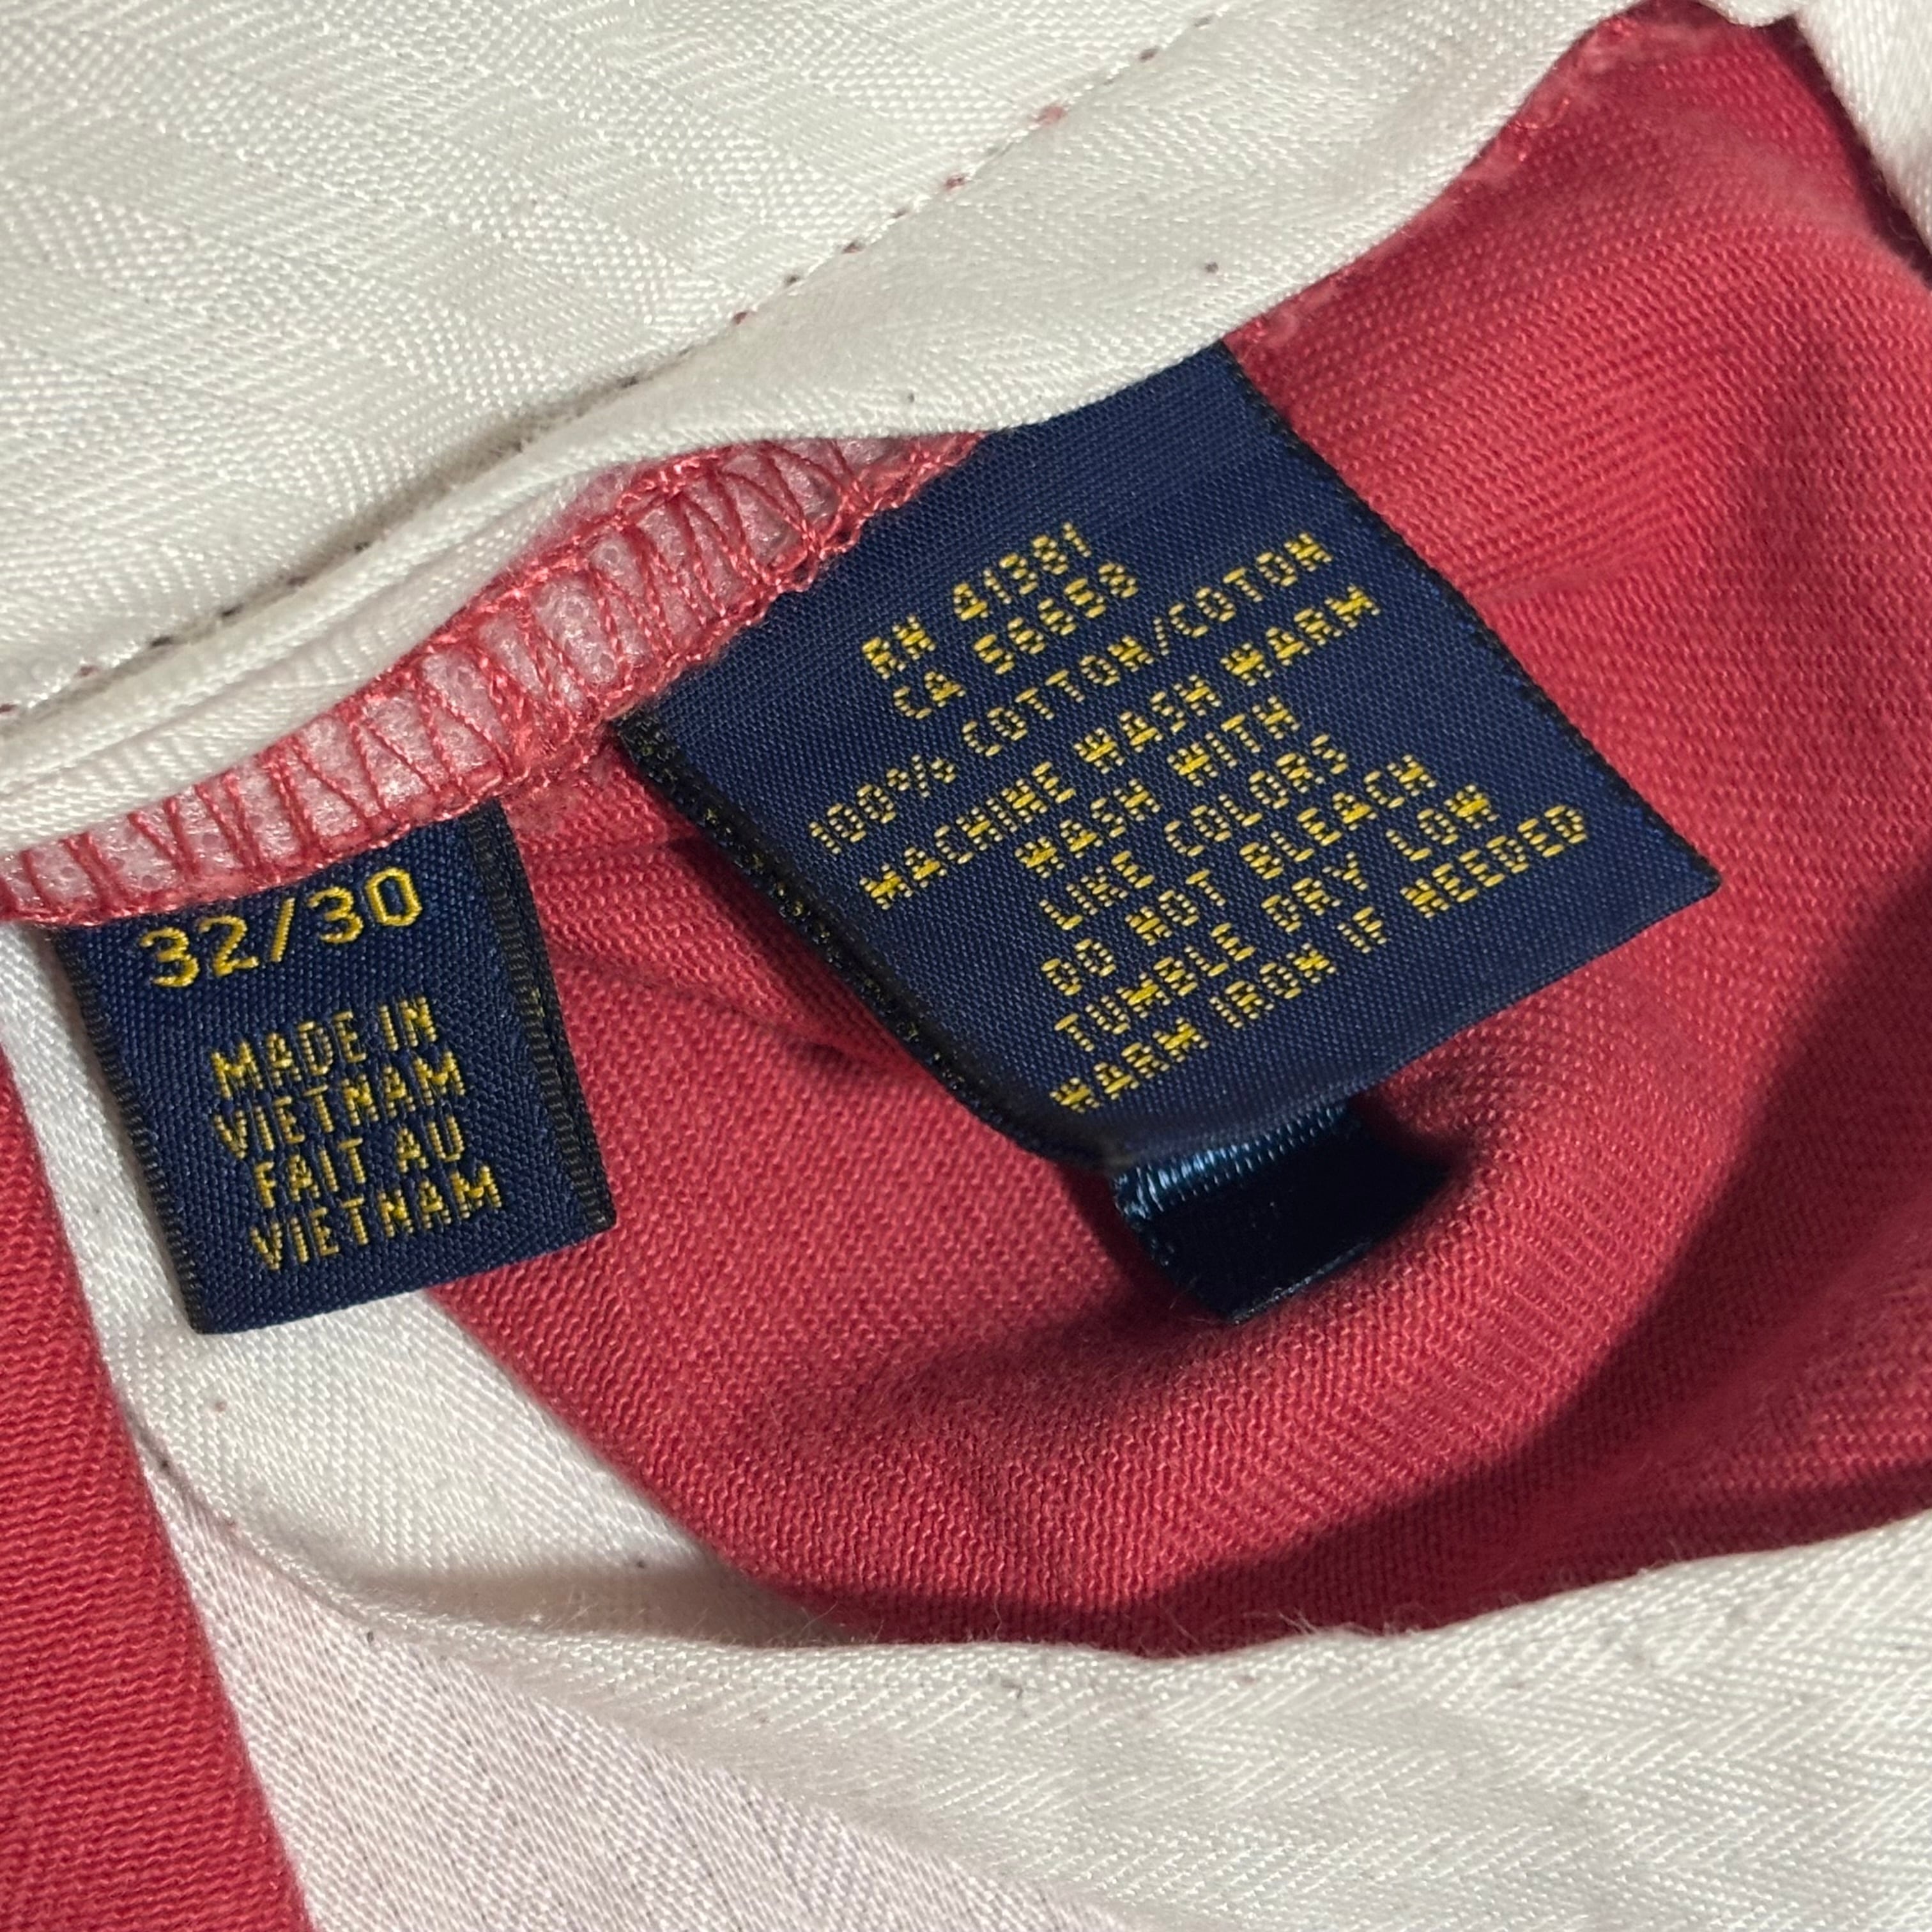 32/30
MADE IN
VIETNAM
FAIT AU
VIETNAM
RN 41381
CA 56658
100% COTTON/COTON
MACHINE WASH WARM
WASH WITH
LIKE COLORS
DO NOT BLEACH
TUMBLE DRY LOW
WARM IRON IF NEEDED